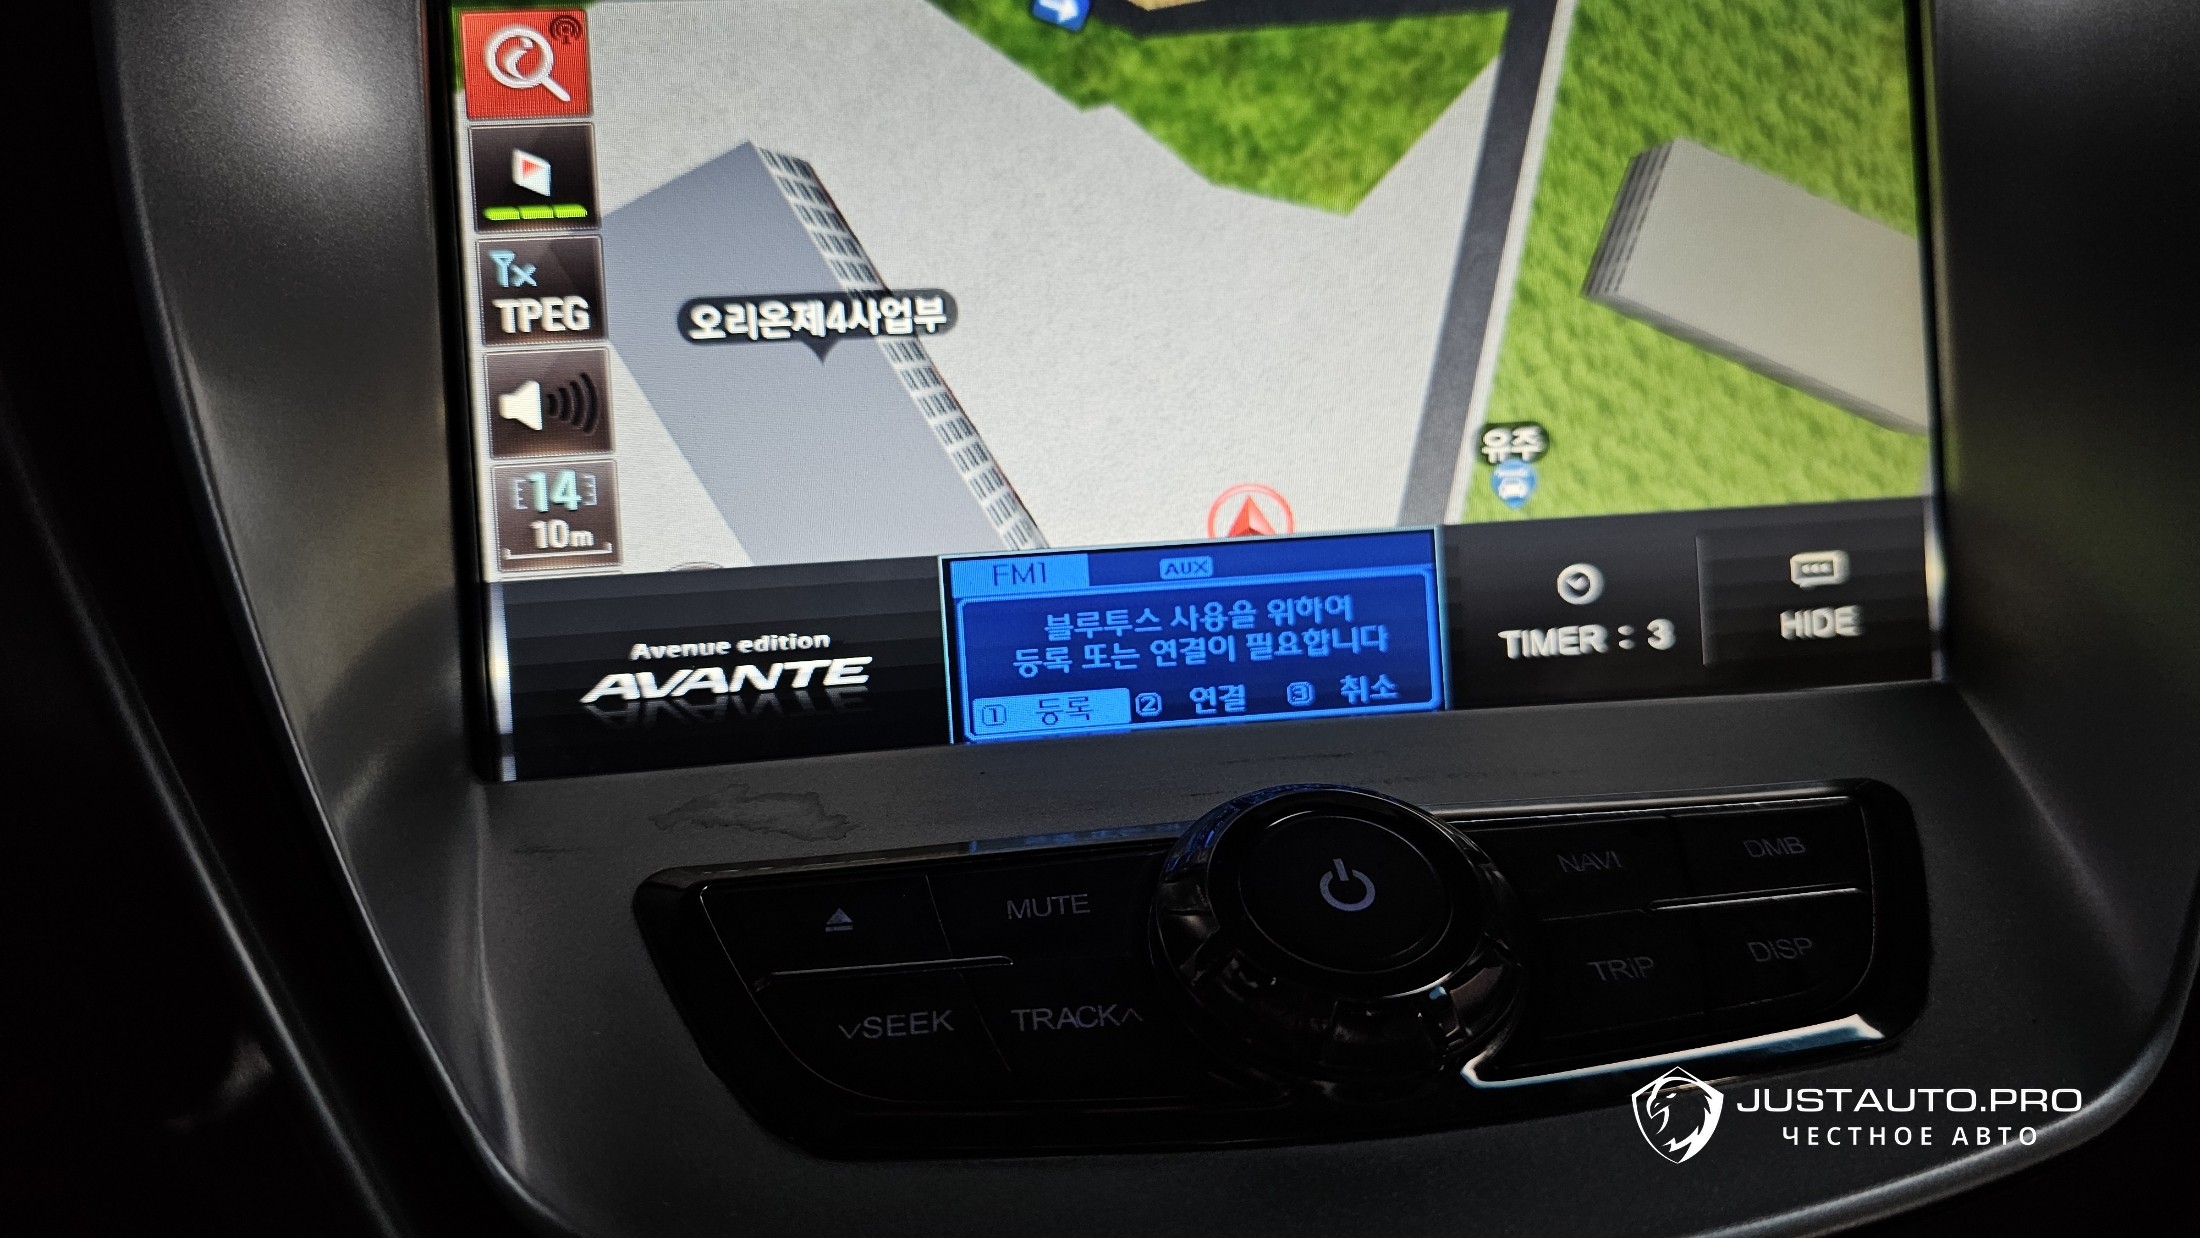 TPEG
오리온제4사업부
14
10m
유주
FM1
AUX
블루투스 사용을 위하여
등록 또는 연결이 필요합니다
1 등록 2 연결 3 취소
Avenue edition
AVANTE
TIMER : 3
HIDE
MUTE
NAVI
DMB
SEEK
TRACK
TRIP
DISP
JUSTAUTO.PRO
ЧЕСТНОЕ АВТО